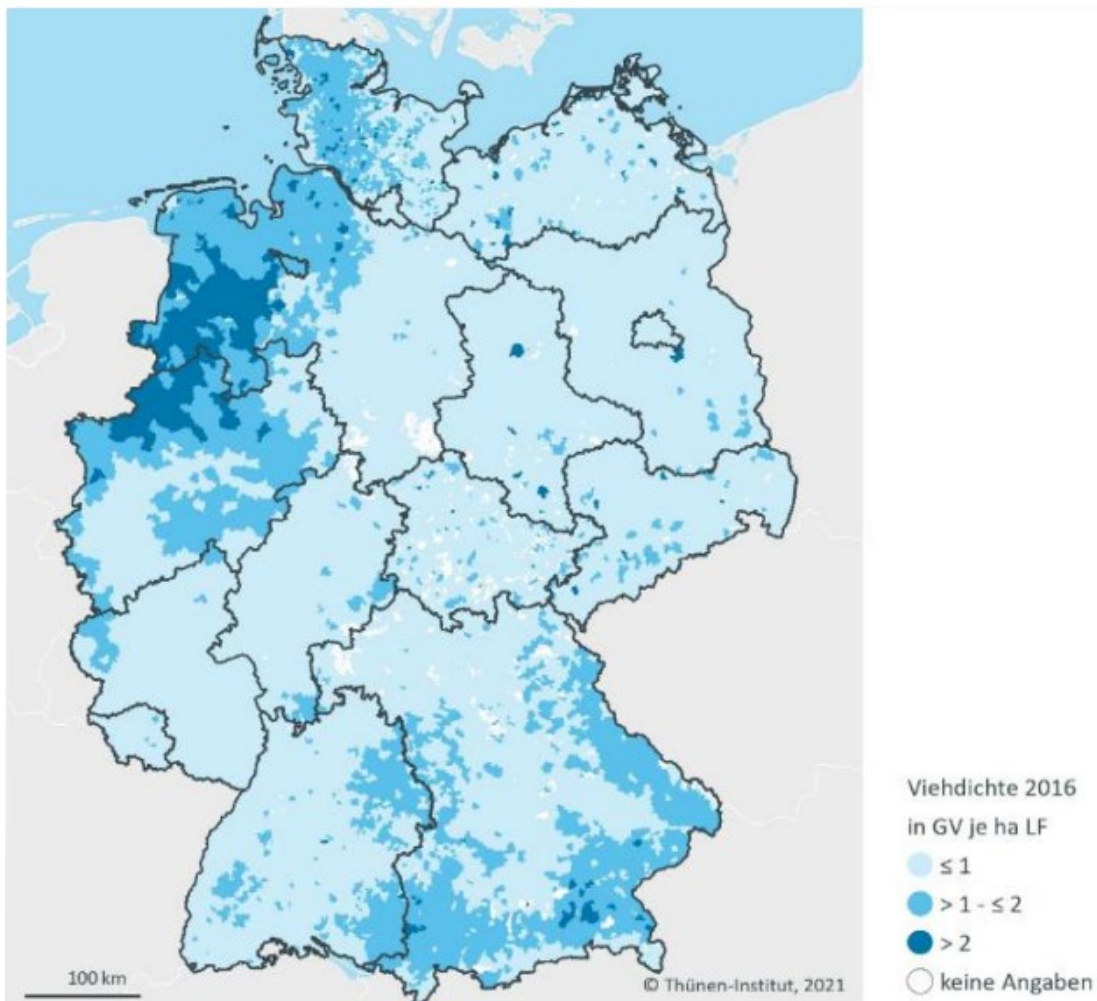 Viehdichte 2016
in GV je ha LF
≤ 1
> 1 - ≤ 2
> 2
keine Angaben
100 km
© Thünen-Institut, 2021